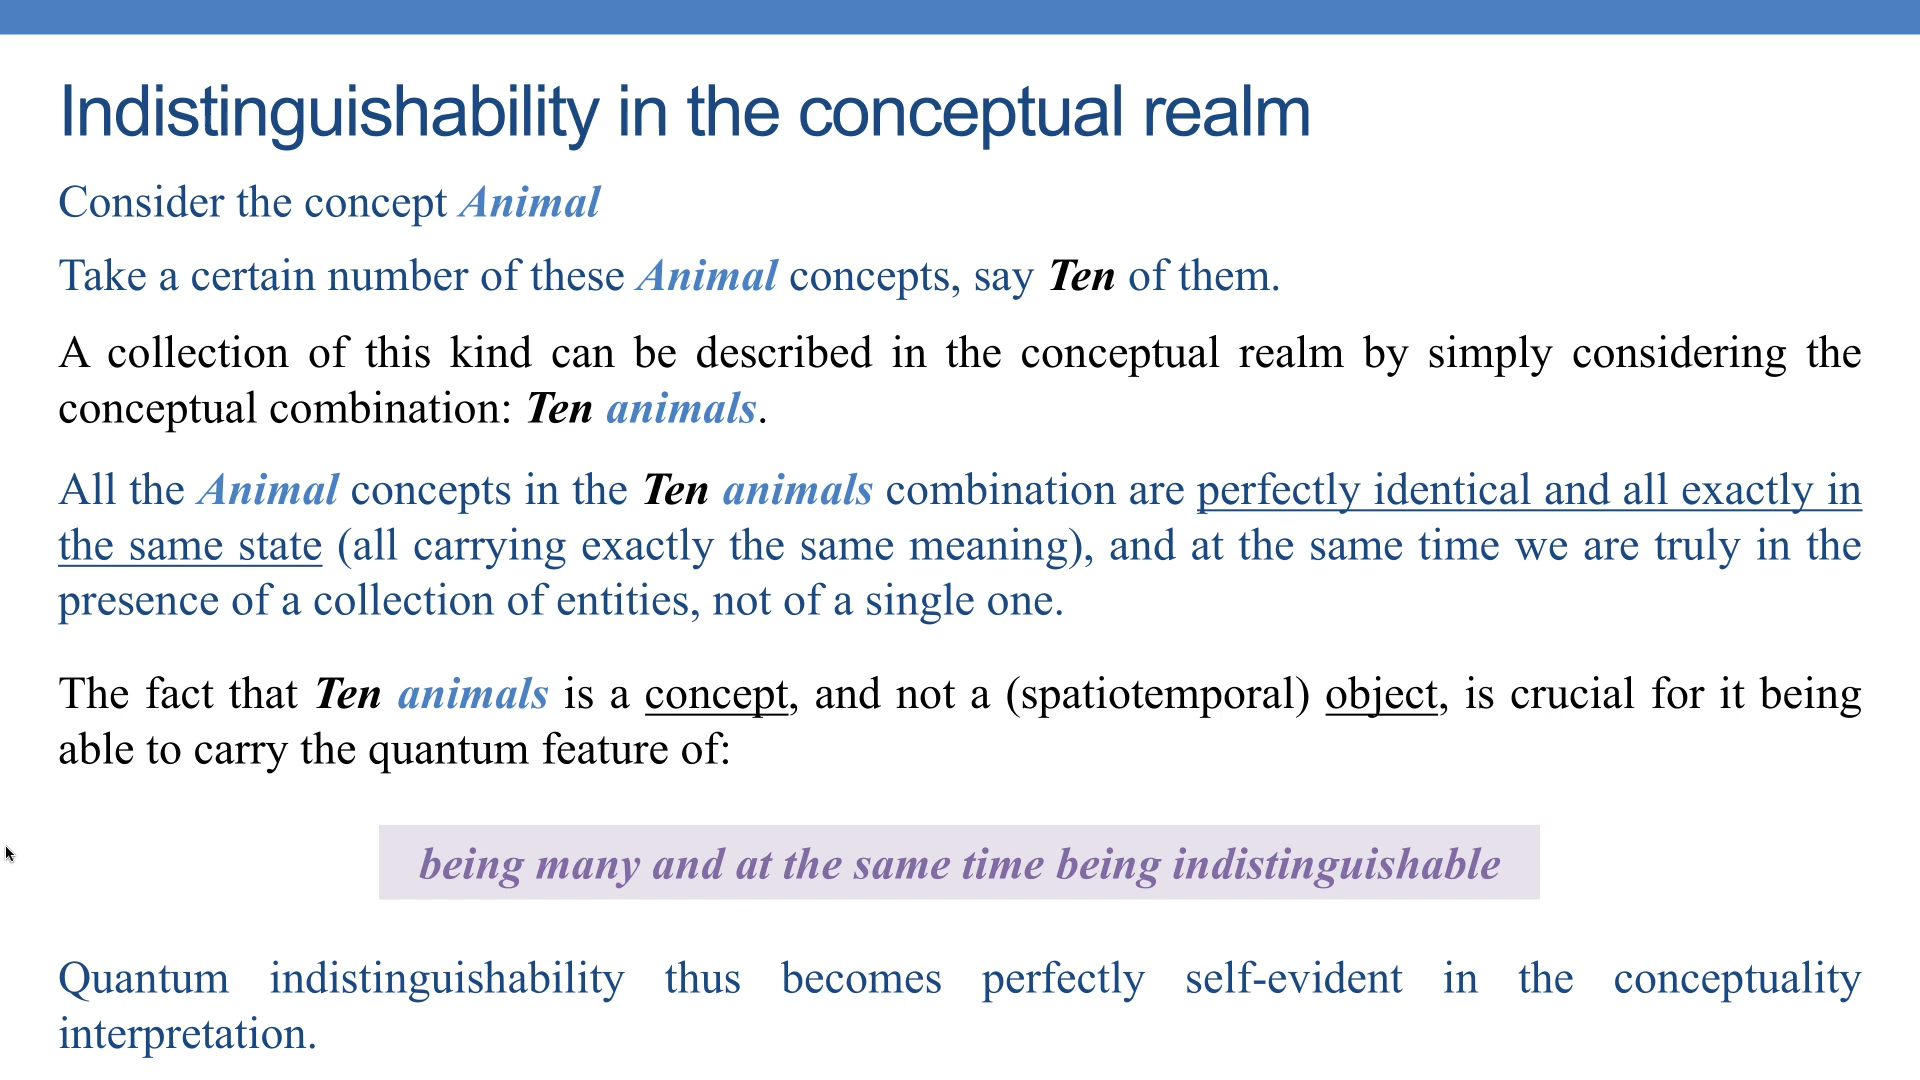 Indistinguishability in the conceptual realm
Consider the concept Animal
Take a certain number of these Animal concepts, say Ten of them.
A collection of this kind can be described in the conceptual realm by simply considering the
conceptual combination: Ten animals.
All the Animal concepts in the Ten animals combination are perfectly identical and all exactly in
the same state (all carrying exactly the same meaning), and at the same time we are truly in the
presence of a collection of entities, not of a single one.
The fact that Ten animals is a concept, and not a (spatiotemporal) object, is crucial for it being
able to carry the quantum feature of:
being many and at the same time being indistinguishable
Quantum indistinguishability thus becomes perfectly self-evident in the conceptuality
interpretation.